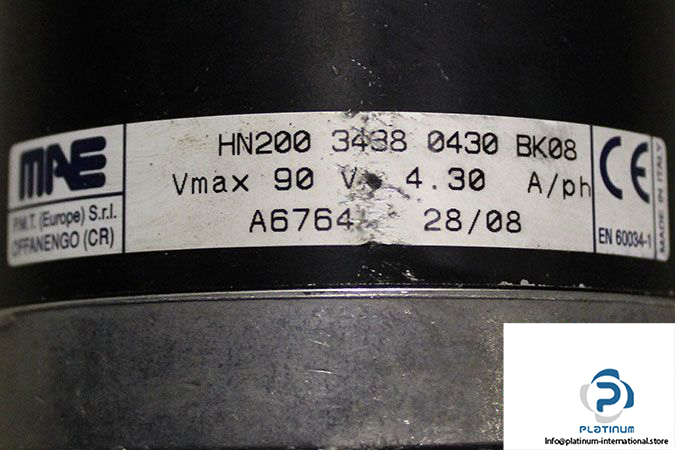 MAE
P.M.T. (Europe) S.r.l.
OFFANENGO (CR)
HN200 3438 0430 BK08
Vmax 90 V 4.30 A/ph
A6764 28/08
CE
EN 60034-1
MADE IN ITALY
PLATINUM
Info@platinum-international.store